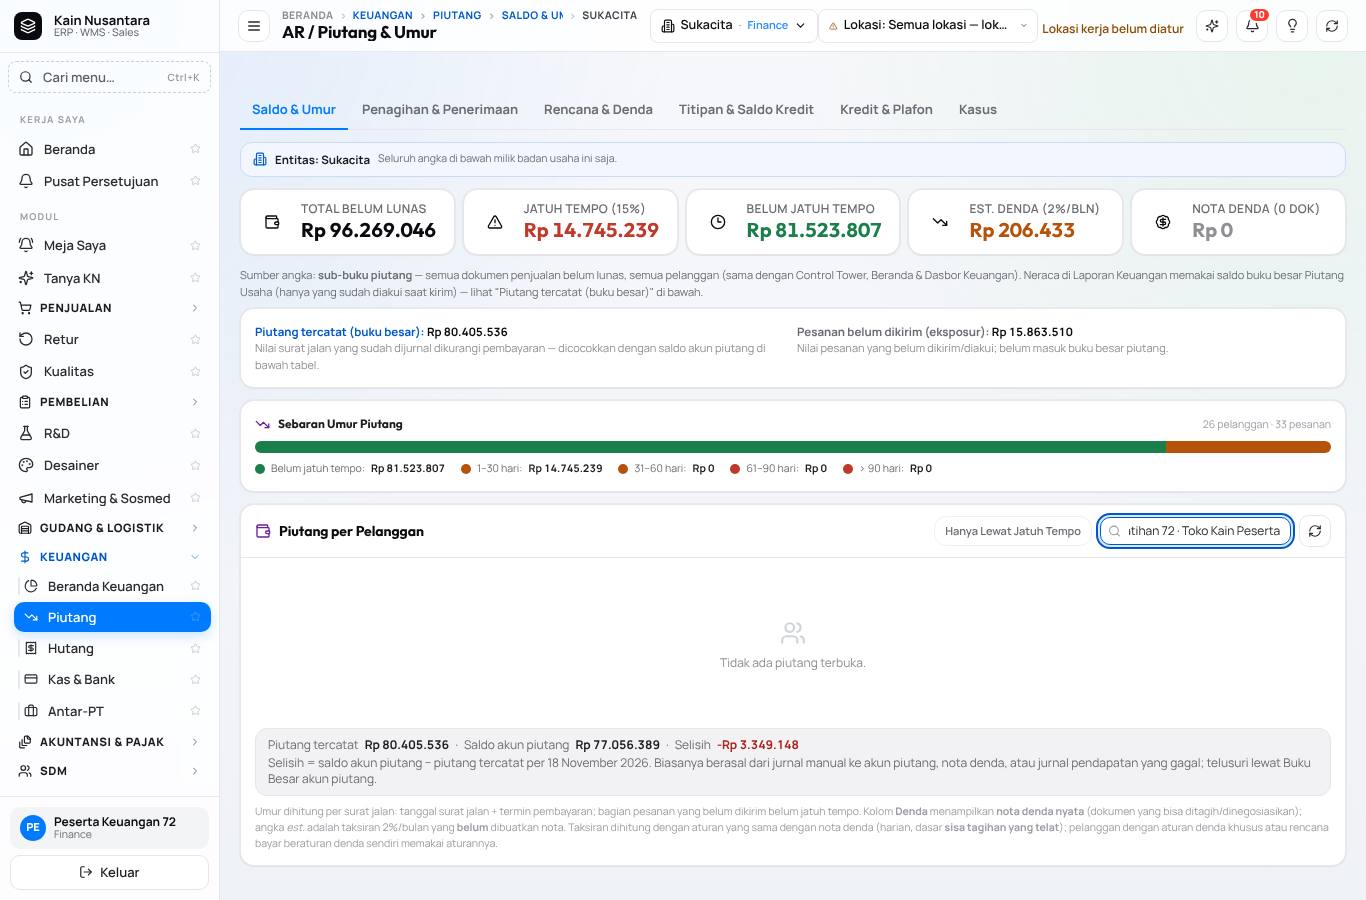 Kain Nusantara
ERP · WMS · Sales
Cari menu...
Ctrl+K
KERJA SAYA
Beranda
Pusat Persetujuan
MODUL
Meja Saya
Tanya KN
PENJUALAN
Retur
Kualitas
PEMBELIAN
R&D
Desainer
Marketing & Sosmed
GUDANG & LOGISTIK
KEUANGAN
Beranda Keuangan
Piutang
Hutang
Kas & Bank
Antar-PT
AKUNTANSI & PAJAK
SDM
PE
Peserta Keuangan 72
Finance
Keluar
BERANDA › KEUANGAN › PIUTANG › SALDO & UM › SUKACITA
AR / Piutang & Umur
Sukacita · Finance
Lokasi: Semua lokasi — lok...
Lokasi kerja belum diatur
10
Saldo & Umur
Penagihan & Penerimaan
Rencana & Denda
Titipan & Saldo Kredit
Kredit & Plafon
Kasus
Entitas: Sukacita Seluruh angka di bawah milik badan usaha ini saja.
TOTAL BELUM LUNAS
Rp 96.269.046
JATUH TEMPO (15%)
Rp 14.745.239
BELUM JATUH TEMPO
Rp 81.523.807
EST. DENDA (2%/BLN)
Rp 206.433
NOTA DENDA (0 DOK)
Rp 0
Sumber angka: sub-buku piutang — semua dokumen penjualan belum lunas, semua pelanggan (sama dengan Control Tower, Beranda & Dasbor Keuangan). Neraca di Laporan Keuangan memakai saldo buku besar Piutang
Usaha (hanya yang sudah diakui saat kirim) — lihat "Piutang tercatat (buku besar)" di bawah.
Piutang tercatat (buku besar): Rp 80.405.536
Nilai surat jalan yang sudah dijurnal dikurangi pembayaran — dicocokkan dengan saldo akun piutang di
bawah tabel.
Pesanan belum dikirim (eksposur): Rp 15.863.510
Nilai pesanan yang belum dikirim/diakui; belum masuk buku besar piutang.
Sebaran Umur Piutang
26 pelanggan · 33 pesanan
Belum jatuh tempo: Rp 81.523.807
1–30 hari: Rp 14.745.239
31–60 hari: Rp 0
61–90 hari: Rp 0
> 90 hari: Rp 0
Piutang per Pelanggan
Hanya Lewat Jatuh Tempo
tihan 72 · Toko Kain Peserta
Tidak ada piutang terbuka.
Piutang tercatat Rp 80.405.536 · Saldo akun piutang Rp 77.056.389 · Selisih -Rp 3.349.148
Selisih = saldo akun piutang − piutang tercatat per 18 November 2026. Biasanya berasal dari jurnal manual ke akun piutang, nota denda, atau jurnal pendapatan yang gagal; telusuri lewat Buku
Besar akun piutang.
Umur dihitung per surat jalan: tanggal surat jalan + termin pembayaran; bagian pesanan yang belum dikirim belum jatuh tempo. Kolom Denda menampilkan nota denda nyata (dokumen yang bisa ditagih/dinegosiasikan);
angka est. adalah taksiran 2%/bulan yang belum dibuatkan nota. Taksiran dihitung dengan aturan yang sama dengan nota denda (harian, dasar sisa tagihan yang telat); pelanggan dengan aturan denda khusus atau rencana
bayar beraturan denda sendiri memakai aturannya.